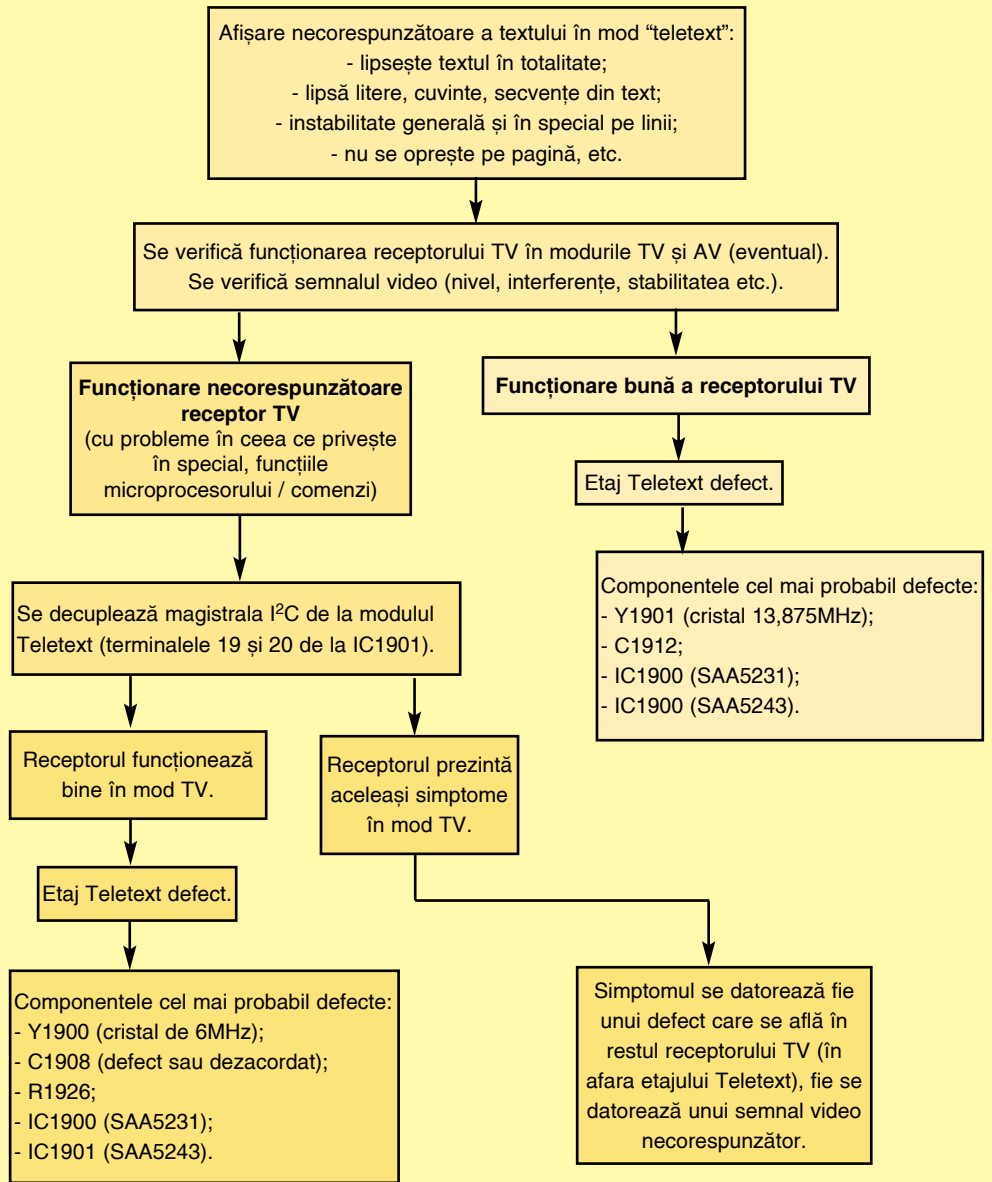 Afișare necorespunzătoare a textului în mod “teletext”:
- lipsește textul în totalitate;
- lipsă litere, cuvinte, secvențe din text;
- instabilitate generală și în special pe linii;
- nu se oprește pe pagină, etc.
Se verifică funcționarea receptorului TV în modurile TV și AV (eventual).
Se verifică semnalul video (nivel, interferențe, stabilitatea etc.).
Funcționare necorespunzătoare
receptor TV
(cu probleme în ceea ce privește
în special, funcțiile
microprocesorului / comenzi)
Funcționare bună a receptorului TV
Etaj Teletext defect.
Componentele cel mai probabil defecte:
- Y1901 (cristal 13,875MHz);
- C1912;
- IC1900 (SAA5231);
- IC1900 (SAA5243).
Se decuplează magistrala I²C de la modulul
Teletext (terminalele 19 și 20 de la IC1901).
Receptorul funcționează
bine în mod TV.
Receptorul prezintă
aceleași simptome
în mod TV.
Etaj Teletext defect.
Componentele cel mai probabil defecte:
- Y1900 (cristal de 6MHz);
- C1908 (defect sau dezacordat);
- R1926;
- IC1900 (SAA5231);
- IC1901 (SAA5243).
Simptomul se datorează fie
unui defect care se află în
restul receptorului TV (în
afara etajului Teletext), fie se
datorează unui semnal video
necorespunzător.